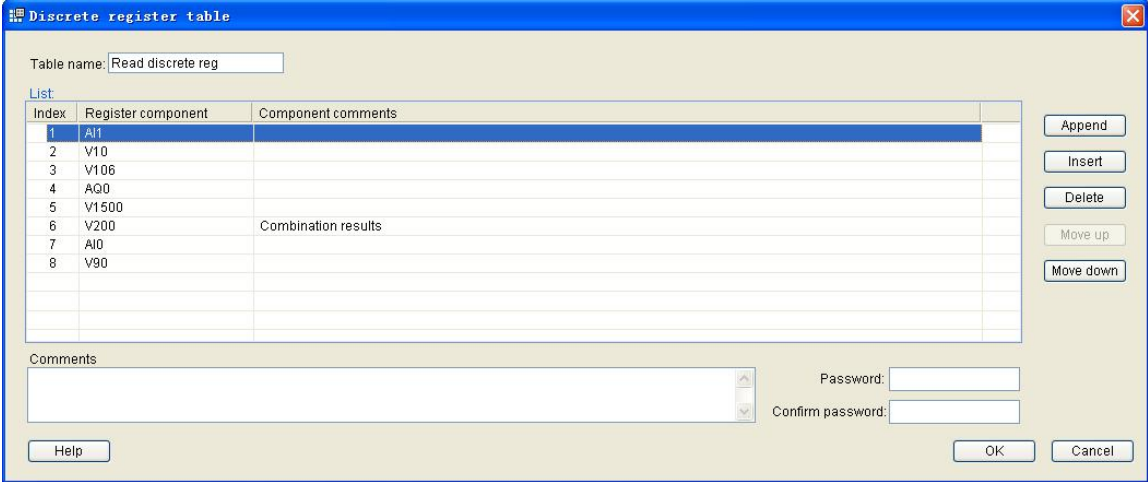 Discrete register table
Table name: Read discrete reg
List:
Index Register component Component comments
1 AI1
2 V10
3 V106
4 AQ0
5 V1500
6 V200 Combination results
7 AI0
8 V90
Append
Insert
Delete
Move up
Move down
Comments
Password:
Confirm password:
Help
OK
Cancel